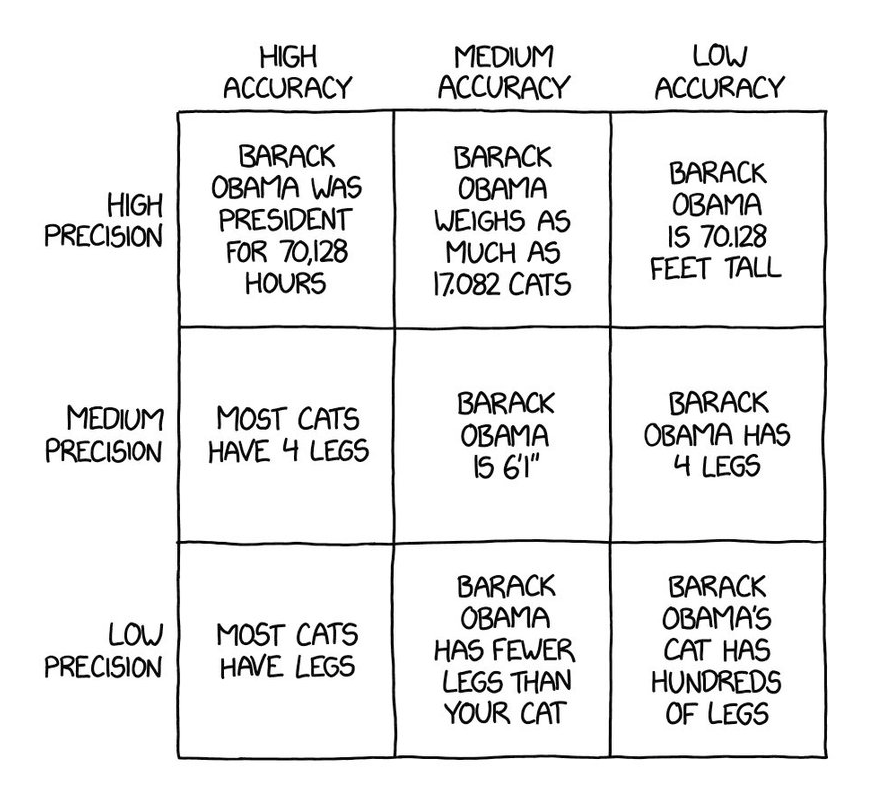 HIGH
ACCURACY
MEDIUM
ACCURACY
LOW
ACCURACY
HIGH
PRECISION
BARACK
OBAMA WAS
PRESIDENT
FOR 70,128
HOURS
BARACK
OBAMA
WEIGHS AS
MUCH AS
17.082 CATS
BARACK
OBAMA
IS 70.128
FEET TALL
MEDIUM
PRECISION
MOST CATS
HAVE 4 LEGS
BARACK
OBAMA
IS 6'1"
BARACK
OBAMA HAS
4 LEGS
LOW
PRECISION
MOST CATS
HAVE LEGS
BARACK
OBAMA
HAS FEWER
LEGS THAN
YOUR CAT
BARACK
OBAMA'S
CAT HAS
HUNDREDS
OF LEGS